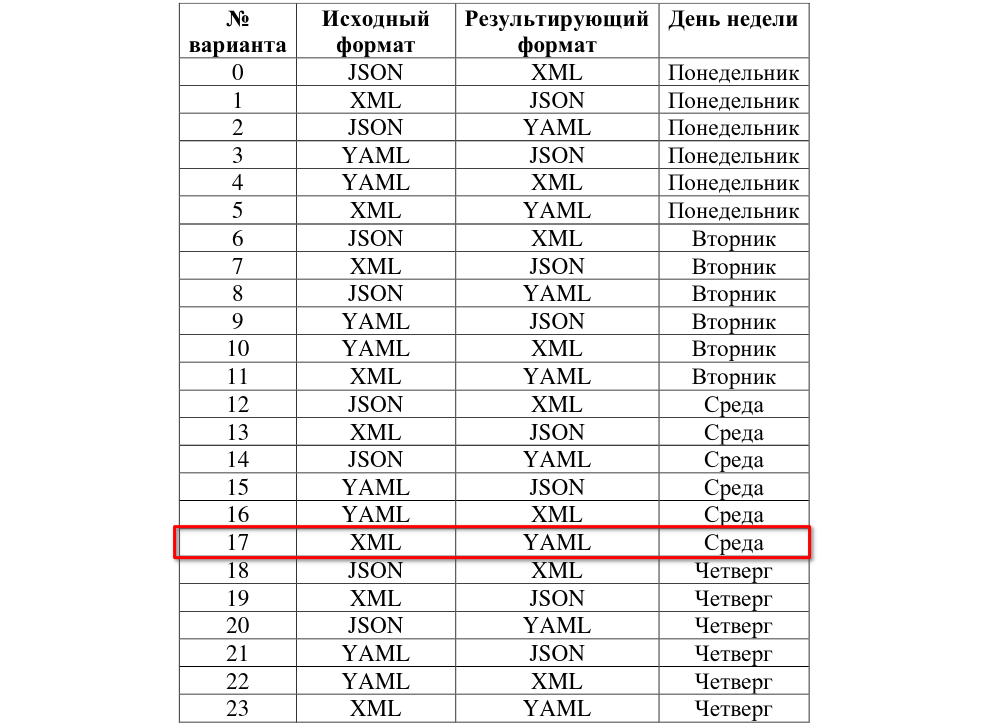 № варианта Исходный формат Результирующий формат День недели
0 JSON XML Понедельник
1 XML JSON Понедельник
2 JSON YAML Понедельник
3 YAML JSON Понедельник
4 YAML XML Понедельник
5 XML YAML Понедельник
6 JSON XML Вторник
7 XML JSON Вторник
8 JSON YAML Вторник
9 YAML JSON Вторник
10 YAML XML Вторник
11 XML YAML Вторник
12 JSON XML Среда
13 XML JSON Среда
14 JSON YAML Среда
15 YAML JSON Среда
16 YAML XML Среда
17 XML YAML Среда
18 JSON XML Четверг
19 XML JSON Четверг
20 JSON YAML Четверг
21 YAML JSON Четверг
22 YAML XML Четверг
23 XML YAML Четверг